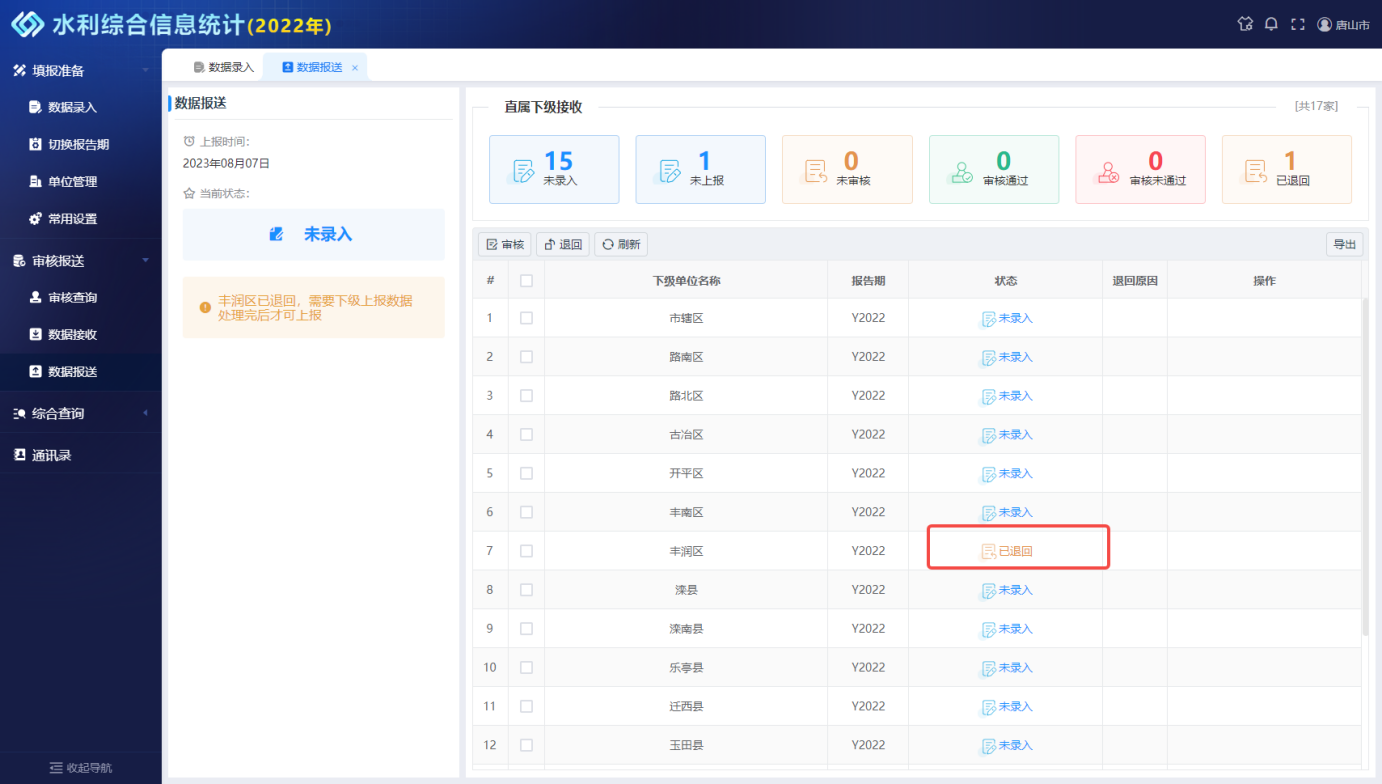 水利综合信息统计(2022年)
唐山市
填报准备
数据录入
切换报告期
单位管理
常用设置
审核报送
审核查询
数据接收
数据报送
综合查询
通讯录
收起导航
数据录入
数据报送 ×
数据报送
上报时间:
2023年08月07日
当前状态:
未录入
丰润区已退回，需要下级上报数据
处理完后才可上报
直属下级接收
[共17家]
15 未录入
1 未上报
0 未审核
0 审核通过
0 审核未通过
1 已退回
审核 退回 刷新 导出
# 下级单位名称 报告期 状态 退回原因 操作
1 市辖区 Y2022 未录入
2 路南区 Y2022 未录入
3 路北区 Y2022 未录入
4 古冶区 Y2022 未录入
5 开平区 Y2022 未录入
6 丰南区 Y2022 未录入
7 丰润区 Y2022 已退回
8 滦县 Y2022 未录入
9 滦南县 Y2022 未录入
10 乐亭县 Y2022 未录入
11 迁西县 Y2022 未录入
12 玉田县 Y2022 未录入